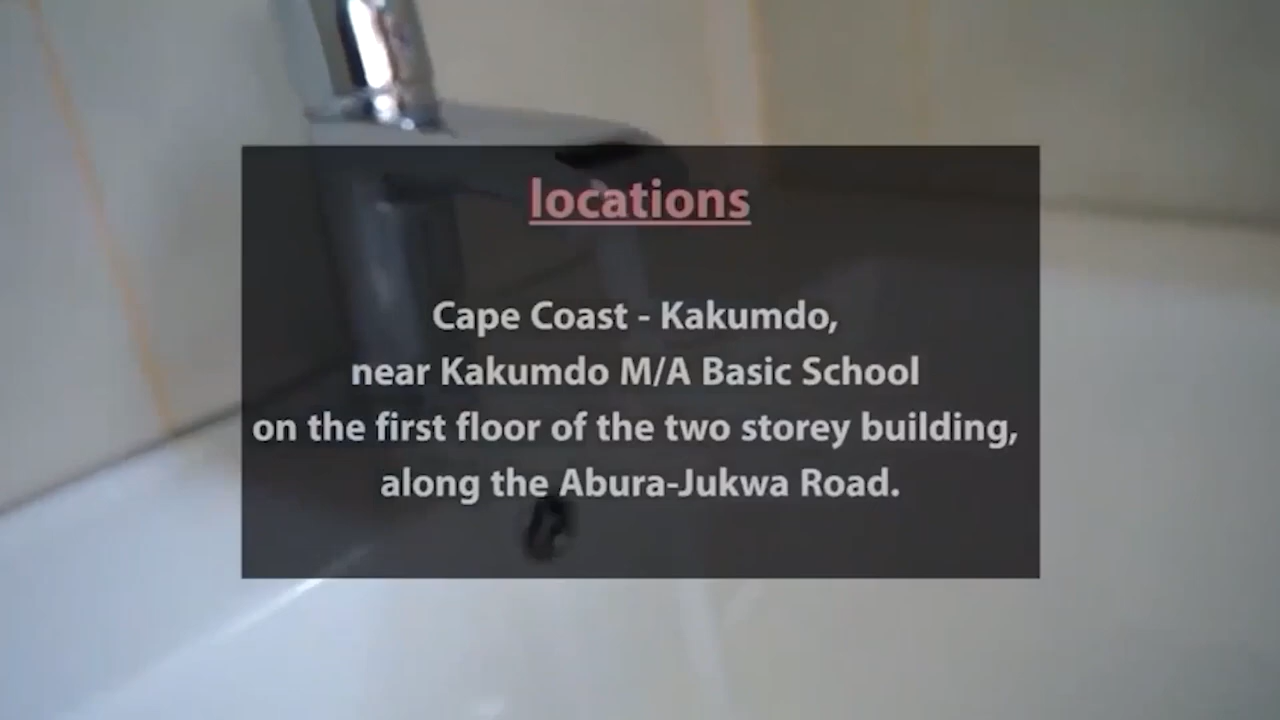 locations
Cape Coast - Kakumdo,
near Kakumdo M/A Basic School
on the first floor of the two storey building,
along the Abura-Jukwa Road.